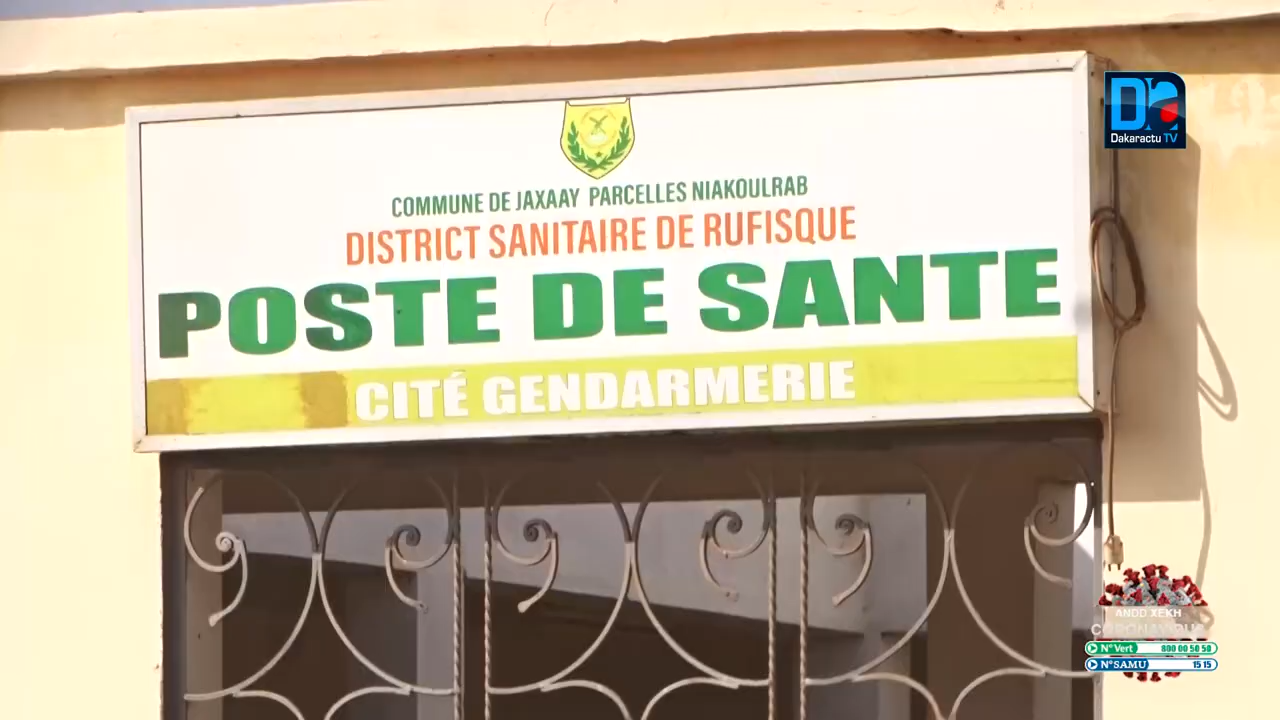 COMMUNE DE JAXAAY PARCELLES NIAKOULRAB
DISTRICT SANITAIRE DE RUFISQUE
POSTE DE SANTE
CITÉ GENDARMERIE
Dakaractu TV
ANDD XEKH
CORONAVIRUS
N° Vert 800 00 50 50
N° SAMU 15 15